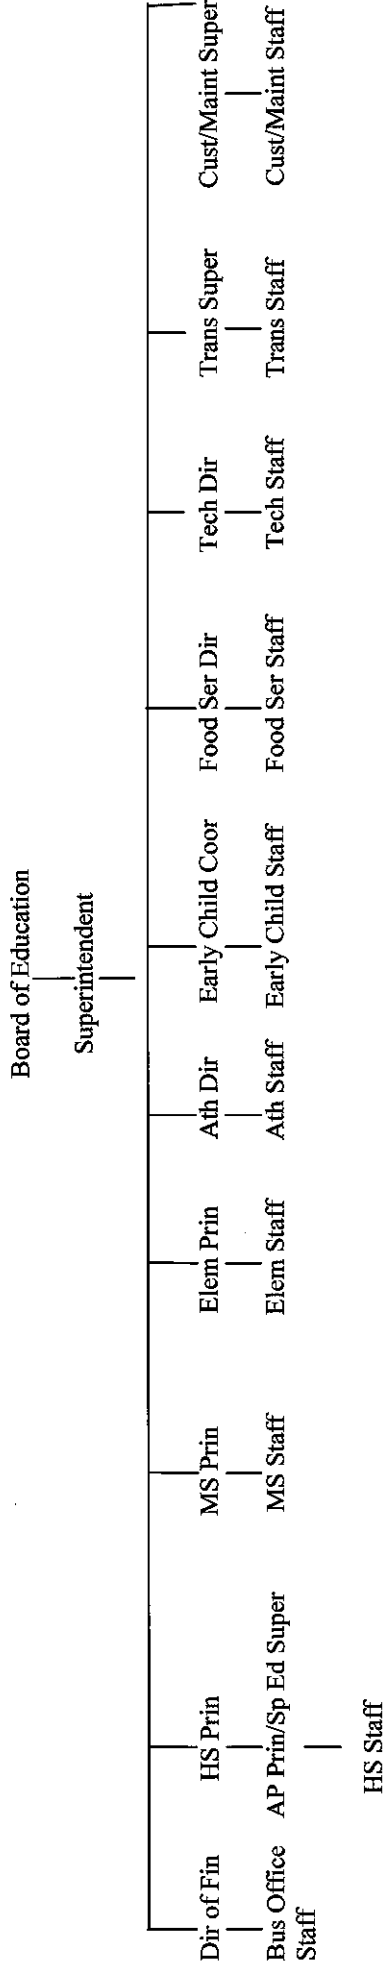 Board of Education
Superintendent
Dir of Fin
HS Prin
MS Prin
Elem Prin
Ath Dir
Early Child Coor
Food Ser Dir
Tech Dir
Trans Super
Cust/Maint Super
Bus Office
Staff
AP Prin/Sp Ed Super
MS Staff
Elem Staff
Ath Staff
Early Child Staff
Food Ser Staff
Tech Staff
Trans Staff
Cust/Maint Staff
HS Staff